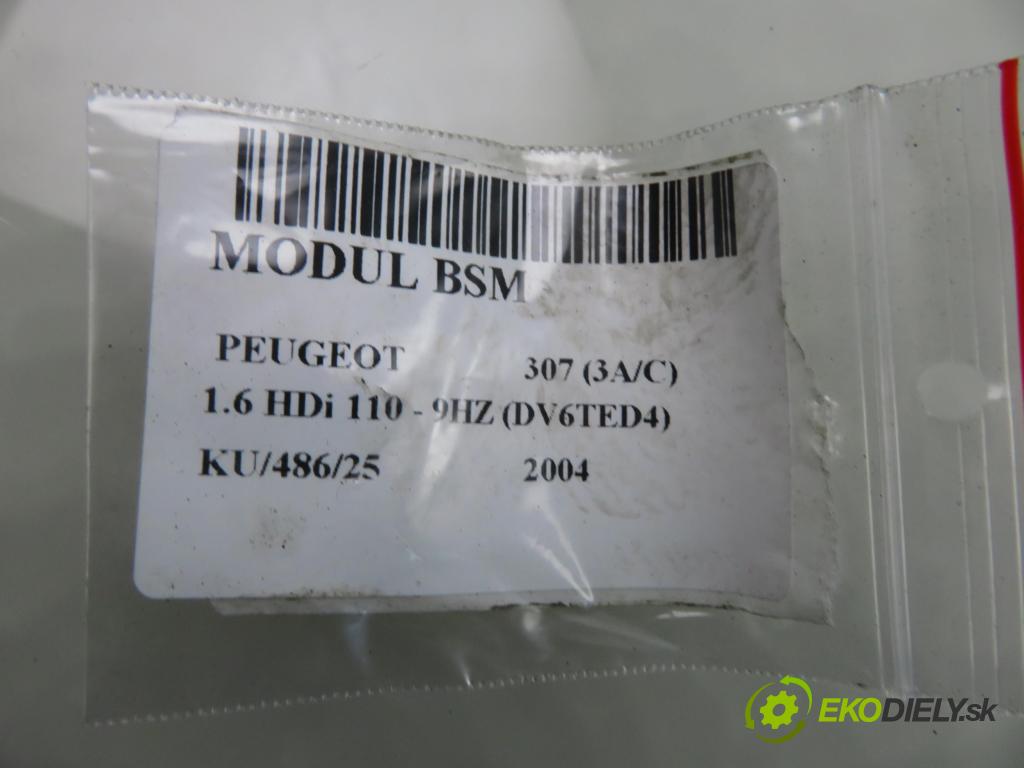 MODUL BSM
PEUGEOT 307 (3A/C)
1.6 HDi 110 - 9HZ (DV6TED4)
KU/486/25 2004
EKODIELY.sk